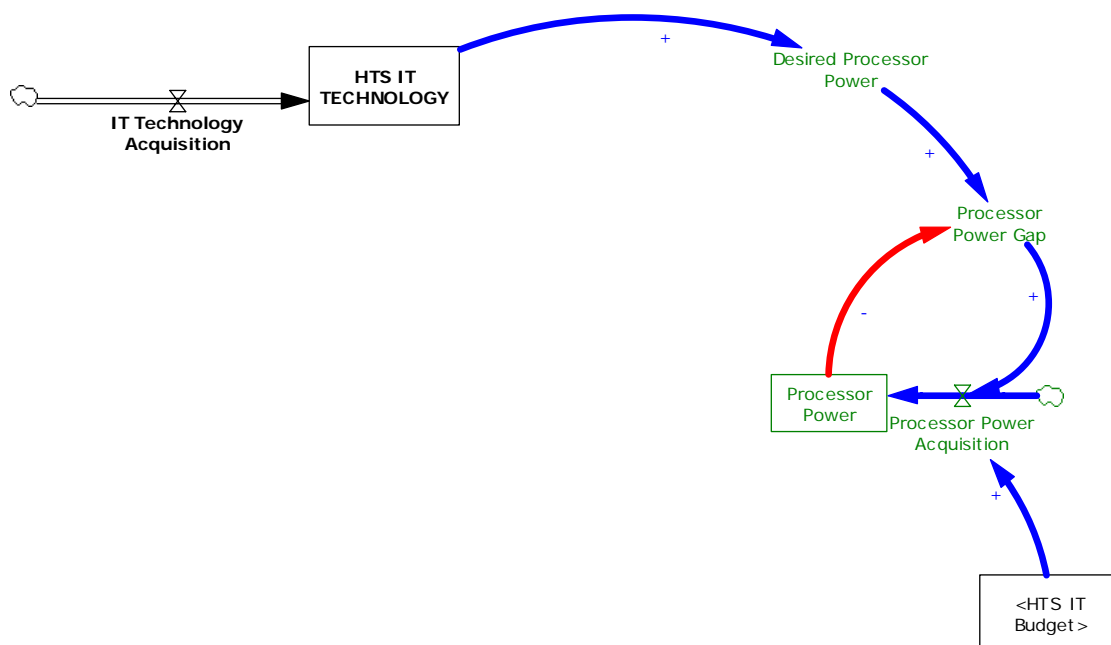 +
HTS IT
TECHNOLOGY
Desired Processor
Power
IT Technology
Acquisition
+
Processor
Power Gap
+
-
Processor
Power
Processor Power
Acquisition
+
<HTS IT
Budget>